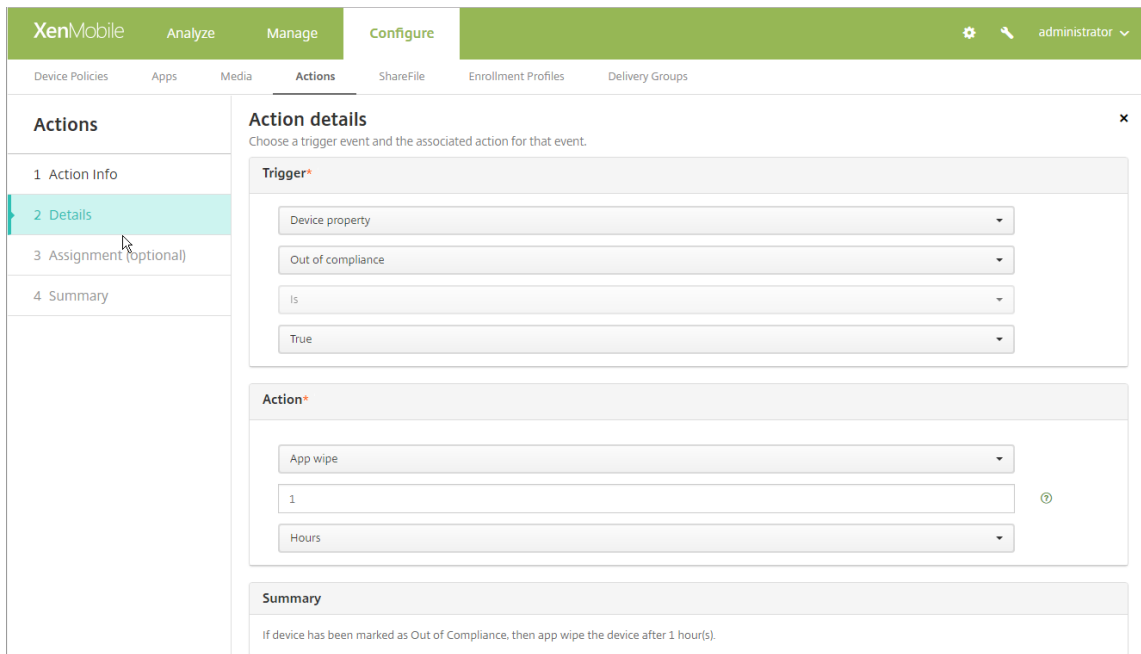 XenMobile Analyze Manage Configure administrator
Device Policies Apps Media Actions ShareFile Enrollment Profiles Delivery Groups
Actions
1 Action Info
2 Details
3 Assignment (optional)
4 Summary
Action details
Choose a trigger event and the associated action for that event.
Trigger*
Device property
Out of compliance
Is
True
Action*
App wipe
1
Hours
Summary
If device has been marked as Out of Compliance, then app wipe the device after 1 hour(s).